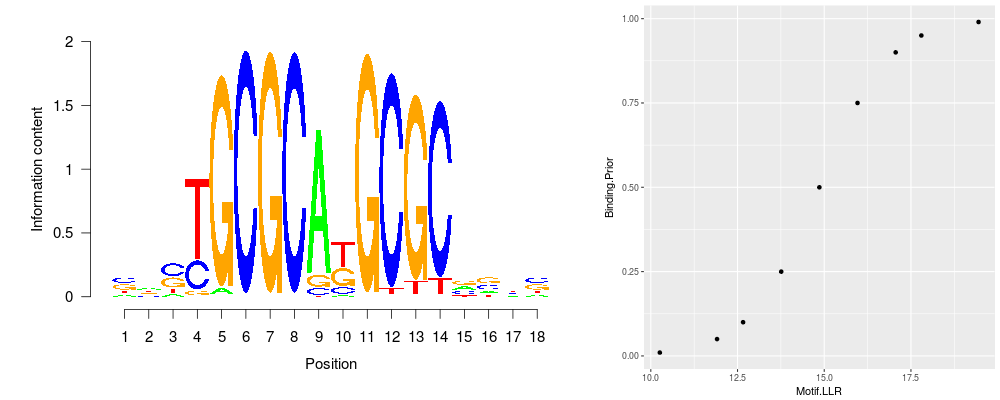 2
1.5
1
0.5
0
Information content
T
C
G
C
G
C
A
T
G
C
G
C
1 2 3 4 5 6 7 8 9 10 11 12 13 14 15 16 17 18
Position
1.00
0.75
0.50
0.25
0.00
Binding.Prior
10.0 12.5 15.0 17.5
Motif.LLR